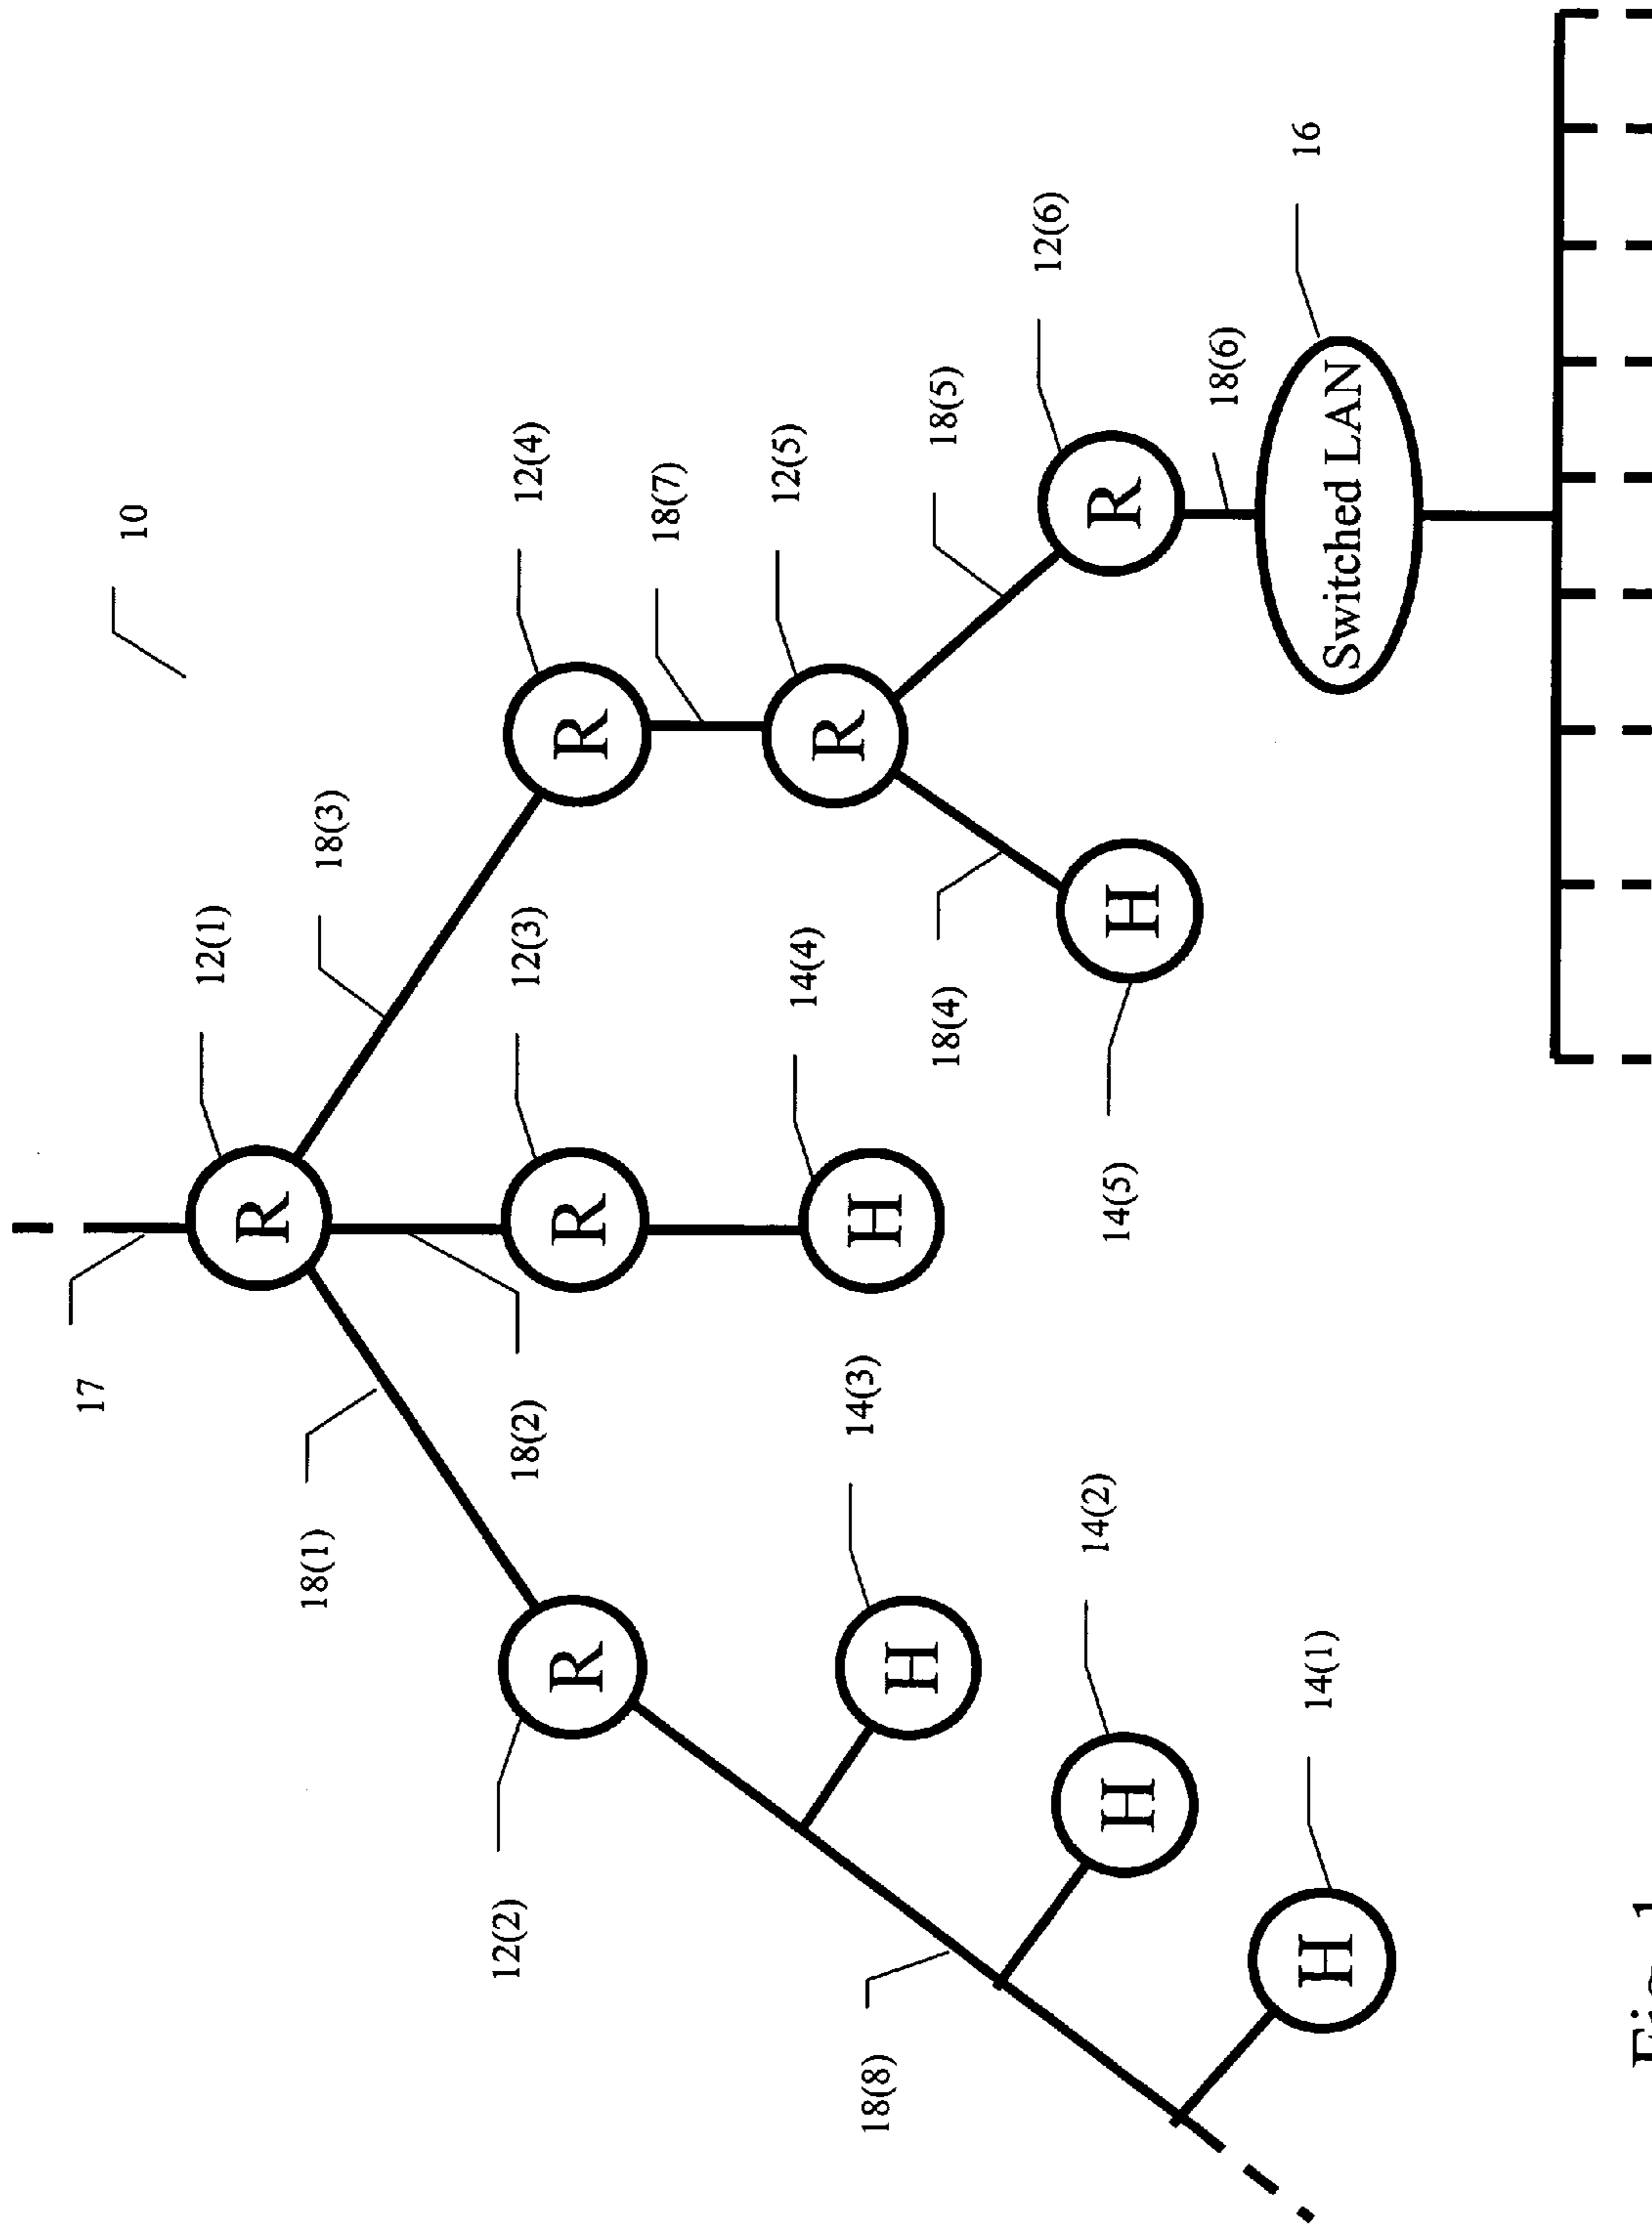 17
10
12(1)
R
18(1)
18(3)
12(2)
18(2)
12(3)
12(4)
R
R
R
18(7)
12(5)
14(4)
R
14(3)
18(8)
H
H
18(4)
18(5)
12(6)
14(2)
14(5)
H
H
R
18(6)
16
14(1)
H
Switched LAN
Fig. 1